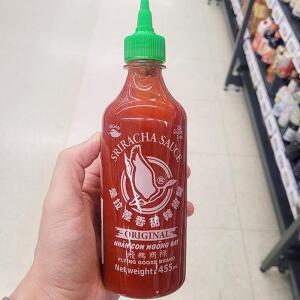 SRIRACHA SAUCE
®
ORIGINAL
NHÃN CON NGỖNG BAY
飛鵝商標
FLYING GOOSE BRAND
Net weight: 455ml